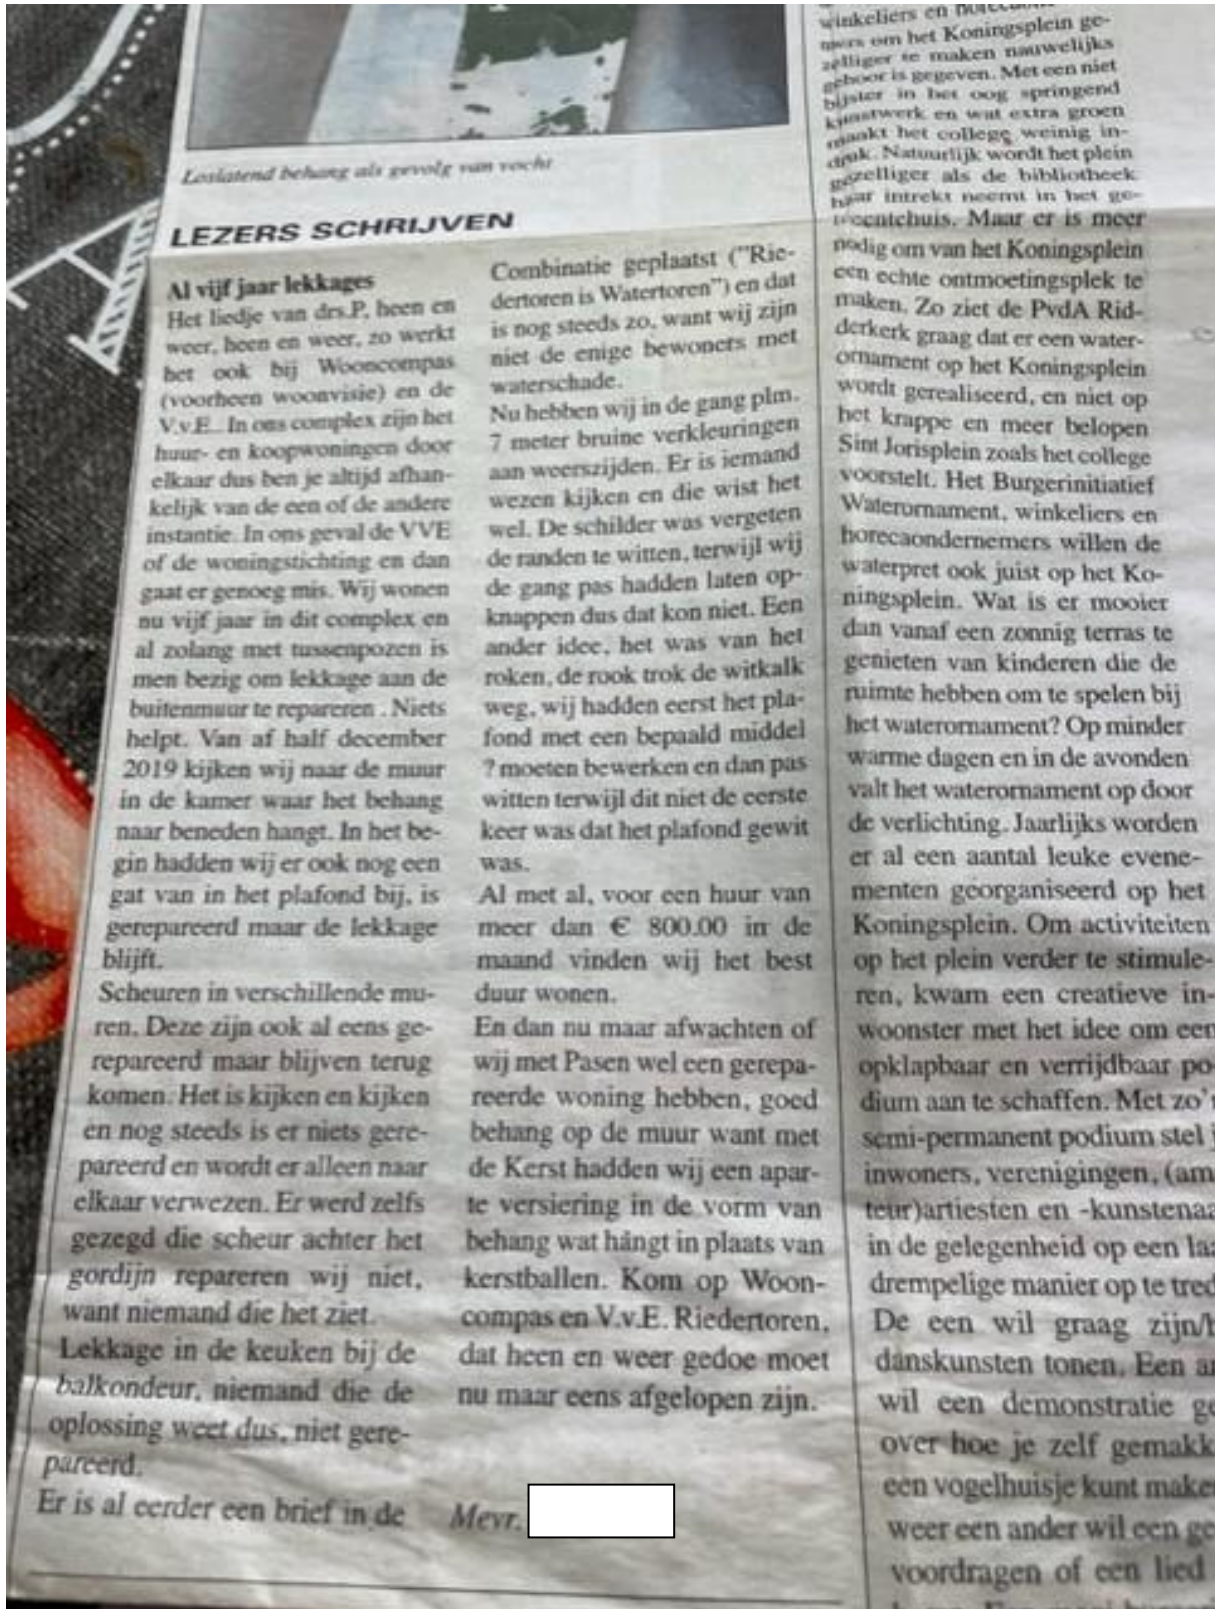 Loslatend behang als gevolg van vocht
LEZERS SCHRIJVEN
Al vijf jaar lekkages
Het liedje van drs.P, heen en
weer, heen en weer, zo werkt
het ook bij Wooncompas
(voorheen woonvisie) en de
V.v.E. In ons complex zijn het
huur- en koopwoningen door
elkaar dus ben je altijd afhan-
kelijk van de een of de andere
instantie. In ons geval de VVE
of de woningstichting en dan
gaat er genoeg mis. Wij wonen
nu vijf jaar in dit complex en
al zolang met tussenpozen is
men bezig om lekkage aan de
buitenmuur te repareren . Niets
helpt. Van af half december
2019 kijken wij naar de muur
in de kamer waar het behang
naar beneden hangt. In het be-
gin hadden wij er ook nog een
gat van in het plafond bij, is
gerepareerd maar de lekkage
blijft.
Scheuren in verschillende mu-
ren. Deze zijn ook al eens ge-
repareerd maar blijven terug
komen. Het is kijken en kijken
en nog steeds is er niets gere-
pareerd en wordt er alleen naar
elkaar verwezen. Er werd zelfs
gezegd die scheur achter het
gordijn repareren wij niet,
want niemand die het ziet.
Lekkage in de keuken bij de
balkondeur, niemand die de
oplossing weet dus, niet gere-
pareerd.
Er is al eerder een brief in de
Combinatie geplaatst ("Rie-
dertoren is Watertoren") en dat
is nog steeds zo, want wij zijn
niet de enige bewoners met
waterschade.
Nu hebben wij in de gang plm.
7 meter bruine verkleuringen
aan weerszijden. Er is iemand
wezen kijken en die wist het
wel. De schilder was vergeten
de randen te witten, terwijl wij
de gang pas hadden laten op-
knappen dus dat kon niet. Een
ander idee, het was van het
roken, de rook trok de witkalk
weg, wij hadden eerst het pla-
fond met een bepaald middel
? moeten bewerken en dan pas
witten terwijl dit niet de eerste
keer was dat het plafond gewit
was.
Al met al, voor een huur van
meer dan € 800.00 in de
maand vinden wij het best
duur wonen.
En dan nu maar afwachten of
wij met Pasen wel een gerepa-
reerde woning hebben, goed
behang op de muur want met
de Kerst hadden wij een apar-
te versiering in de vorm van
behang wat hángt in plaats van
kerstballen. Kom op Woon-
compas en V.v.E. Riedertoren,
dat heen en weer gedoe moet
nu maar eens afgelopen zijn.
Mevr.
winkeliers en
om het Koningsplein ge-
zelliger te maken nauwelijks
gehoor is gegeven. Met een niet
bijster in het oog springend
kunstwerk en wat extra groen
maakt het college weinig in-
druk. Natuurlijk wordt het plein
gezelliger als de bibliotheek
haar intrekt neemt in het ge-
meentehuis. Maar er is meer
nodig om van het Koningsplein
een echte ontmoetingsplek te
maken. Zo ziet de PvdA Rid-
derkerk graag dat er een water-
ornament op het Koningsplein
wordt gerealiseerd, en niet op
het krappe en meer belopen
Sint Jorisplein zoals het college
voorstelt. Het Burgerinitiatief
Waterornament, winkeliers en
horecaondernemers willen de
waterpret ook juist op het Ko-
ningsplein. Wat is er mooier
dan vanaf een zonnig terras te
genieten van kinderen die de
ruimte hebben om te spelen bij
het waterornament? Op minder
warme dagen en in de avonden
valt het waterornament op door
de verlichting. Jaarlijks worden
er al een aantal leuke evene-
menten georganiseerd op het
Koningsplein. Om activiteiten
op het plein verder te stimule-
ren, kwam een creatieve in-
woonster met het idee om een
opklapbaar en verrijdbaar po-
dium aan te schaffen. Met zo'n
semi-permanent podium stel j
inwoners, verenigingen, (am
teur)artiesten en -kunstenaa
in de gelegenheid op een laa
drempelige manier op te tred
De een wil graag zijn/h
danskunsten tonen. Een an
wil een demonstratie ge
over hoe je zelf gemakk
een vogelhuisje kunt maken
weer een ander wil een ge
voordragen of een lied